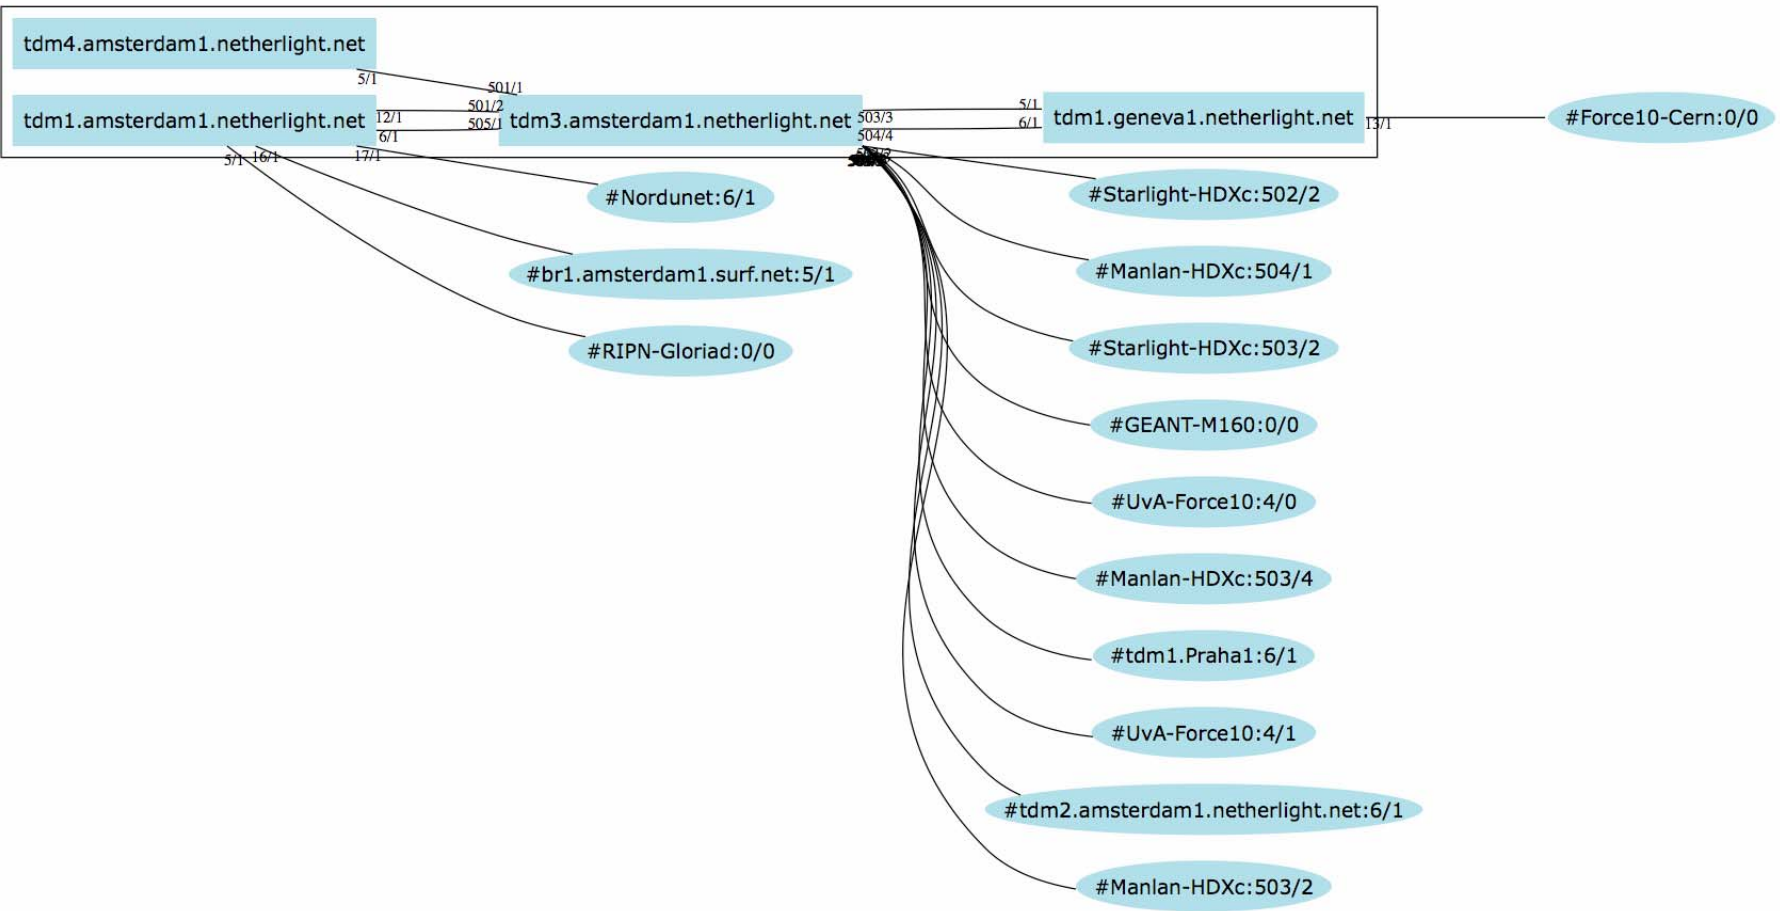 tdm4.amsterdam1.netherlight.net
5/1
501/1
tdm1.amsterdam1.netherlight.net
12/1
6/1
501/2
505/1
tdm3.amsterdam1.netherlight.net
503/3
504/4
5/1
6/1
tdm1.geneva1.netherlight.net
13/1
#Force10-Cern:0/0
5/1
16/1
17/1
#Nordunet:6/1
#br1.amsterdam1.surf.net:5/1
#RIPN-Gloriad:0/0
#Starlight-HDXc:502/2
#Manlan-HDXc:504/1
#Starlight-HDXc:503/2
#GEANT-M160:0/0
#UvA-Force10:4/0
#Manlan-HDXc:503/4
#tdm1.Praha1:6/1
#UvA-Force10:4/1
#tdm2.amsterdam1.netherlight.net:6/1
#Manlan-HDXc:503/2